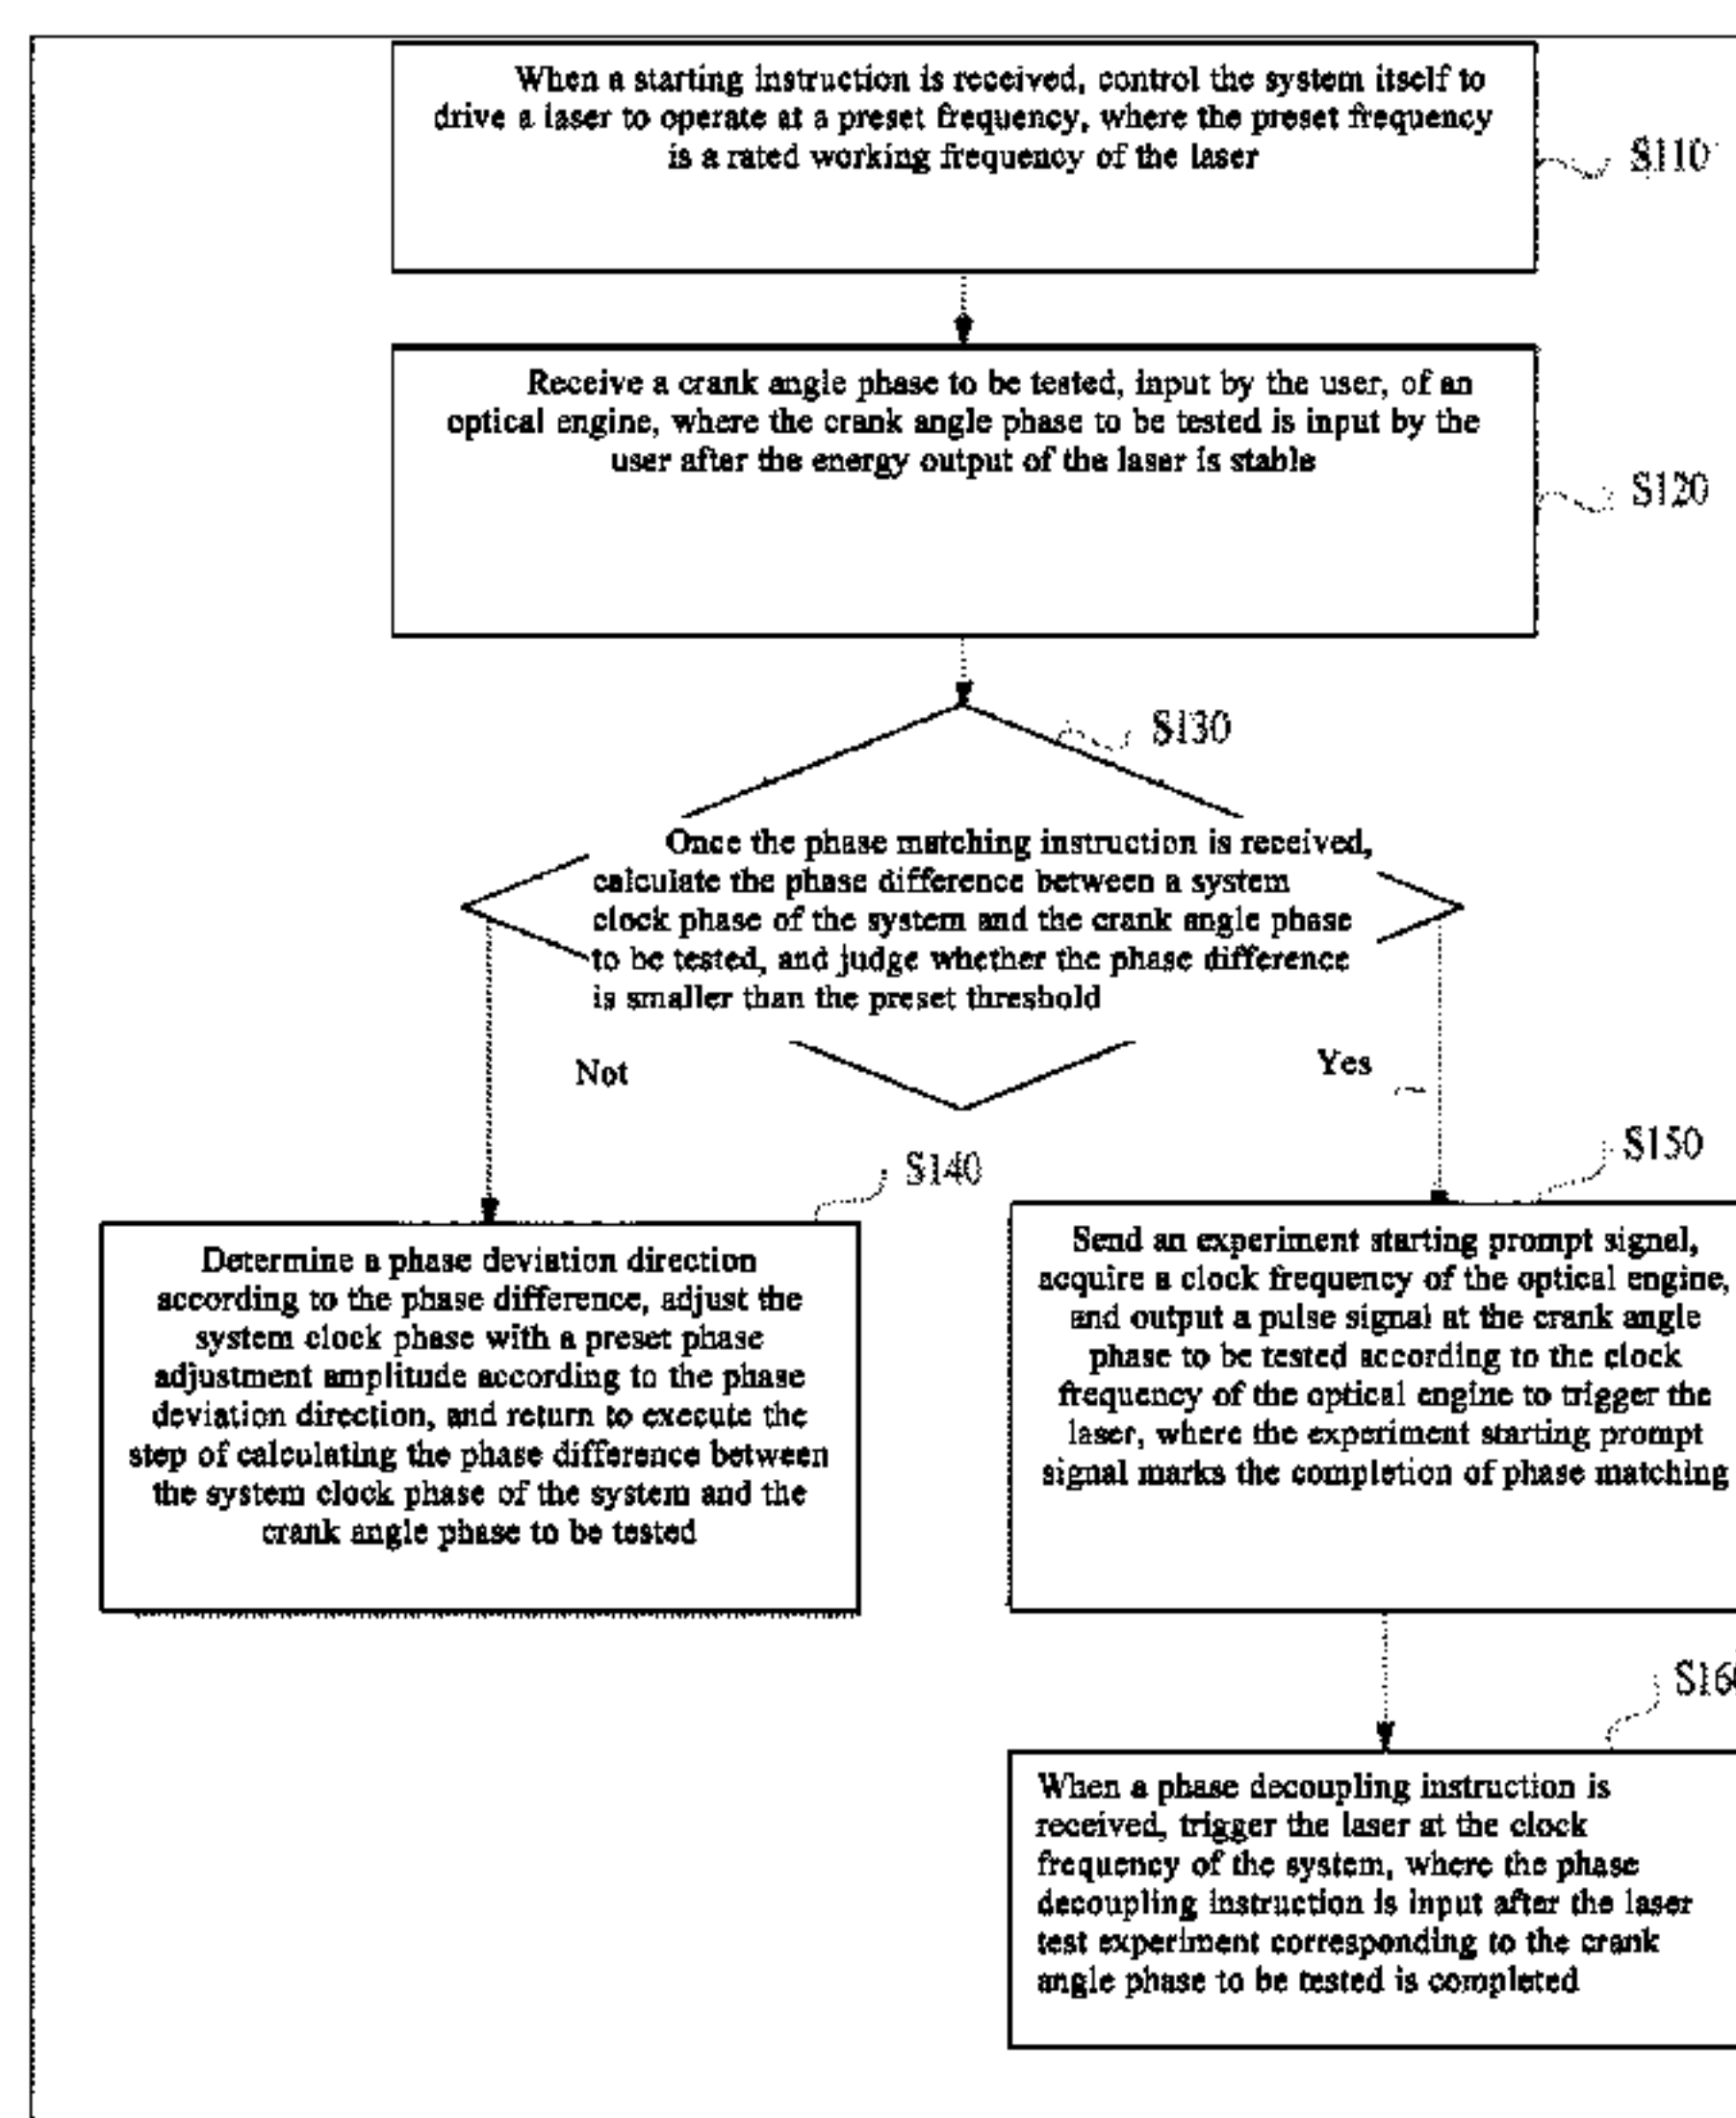 When a starting instruction is received, control the system itself to
drive a laser to operate at a preset frequency, where the preset frequency
is a rated working frequency of the laser
S110
Receive a crank angle phase to be tested, input by the user, of an
optical engine, where the crank angle phase to be tested is input by the
user after the energy output of the laser is stable
S120
S130
Once the phase matching instruction is received,
calculate the phase difference between a system
clock phase of the system and the crank angle phase
to be tested, and judge whether the phase difference
is smaller than the preset threshold
Not
Yes
S140
Determine a phase deviation direction
according to the phase difference, adjust the
system clock phase with a preset phase
adjustment amplitude according to the phase
deviation direction, and return to execute the
step of calculating the phase difference between
the system clock phase of the system and the
crank angle phase to be tested
S150
Send an experiment starting prompt signal,
acquire a clock frequency of the optical engine,
and output a pulse signal at the crank angle
phase to be tested according to the clock
frequency of the optical engine to trigger the
laser, where the experiment starting prompt
signal marks the completion of phase matching
When a phase decoupling instruction is
received, trigger the laser at the clock
frequency of the system, where the phase
decoupling instruction is input after the laser
test experiment corresponding to the crank
angle phase to be tested is completed